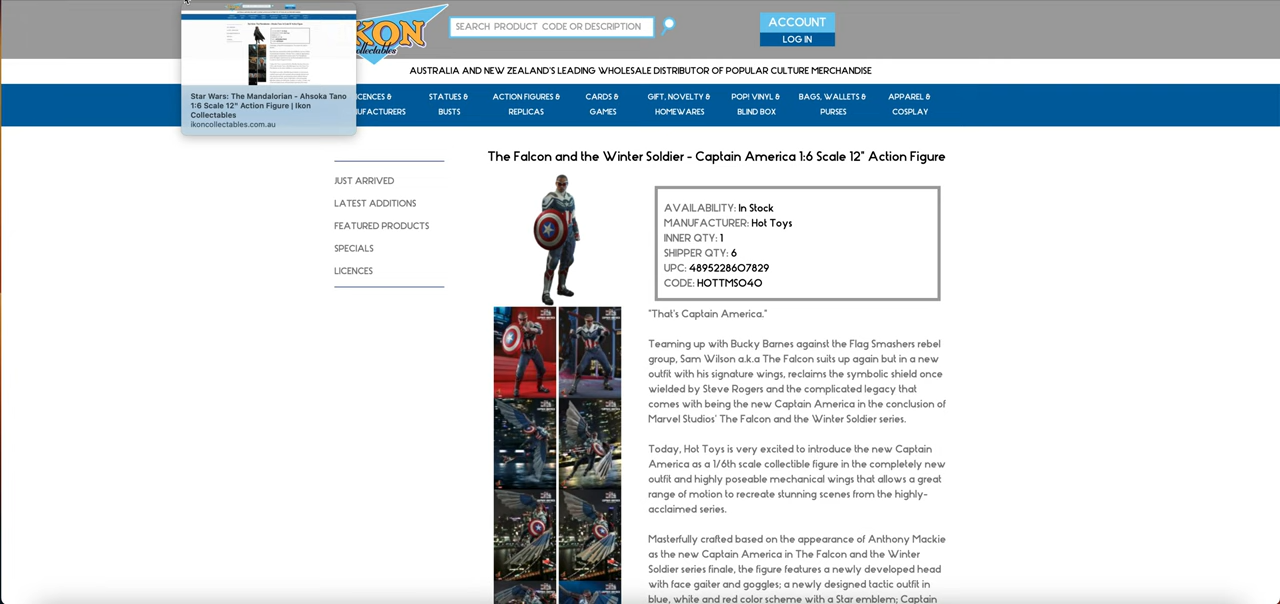 Star Wars: The Mandalorian - Ahsoka Tano
1:6 Scale 12" Action Figure | Ikon
Collectables
ikoncollectables.com.au
SEARCH PRODUCT CODE OR DESCRIPTION
ACCOUNT
LOG IN
LEADING WHOLESALE
MERCHANDISE
STATUES &
BUSTS
ACTION FIGURES &
REPLICAS
CARDS &
GAMES
GIFT, NOVELTY &
HOMEWARES
POP! VINYL &
BLIND BOX
BAGS, WALLETS &
PURSES
APPAREL &
COSPLAY
JUST ARRIVED
LATEST ADDITIONS
FEATURED PRODUCTS
SPECIALS
LICENCES
The Falcon and the Winter Soldier - Captain America 1:6 Scale 12" Action Figure
AVAILABILITY: In Stock
MANUFACTURER: Hot Toys
INNER QTY: 1
SHIPPER QTY: 6
UPC: 4895228607829
CODE: HOTTMS040
"That's Captain America."
Teaming up with Bucky Barnes against the Flag Smashers rebel
group, Sam Wilson a.k.a The Falcon suits up again but in a new
outfit with his signature wings, reclaims the symbolic shield once
wielded by Steve Rogers and the complicated legacy that
comes with being the new Captain America in the conclusion of
Marvel Studios' The Falcon and the Winter Soldier series.
Today, Hot Toys is very excited to introduce the new Captain
America as a 1/6th scale collectible figure in the completely new
outfit and highly poseable mechanical wings that allows a great
range of motion to recreate stunning scenes from the highly-
acclaimed series.
Masterfully crafted based on the appearance of Anthony Mackie
as the new Captain America in The Falcon and the Winter
Soldier series finale, the figure features a newly developed head
with face gaiter and goggles; a newly designed tactic outfit in
blue, white and red color scheme with a Star emblem; Captain